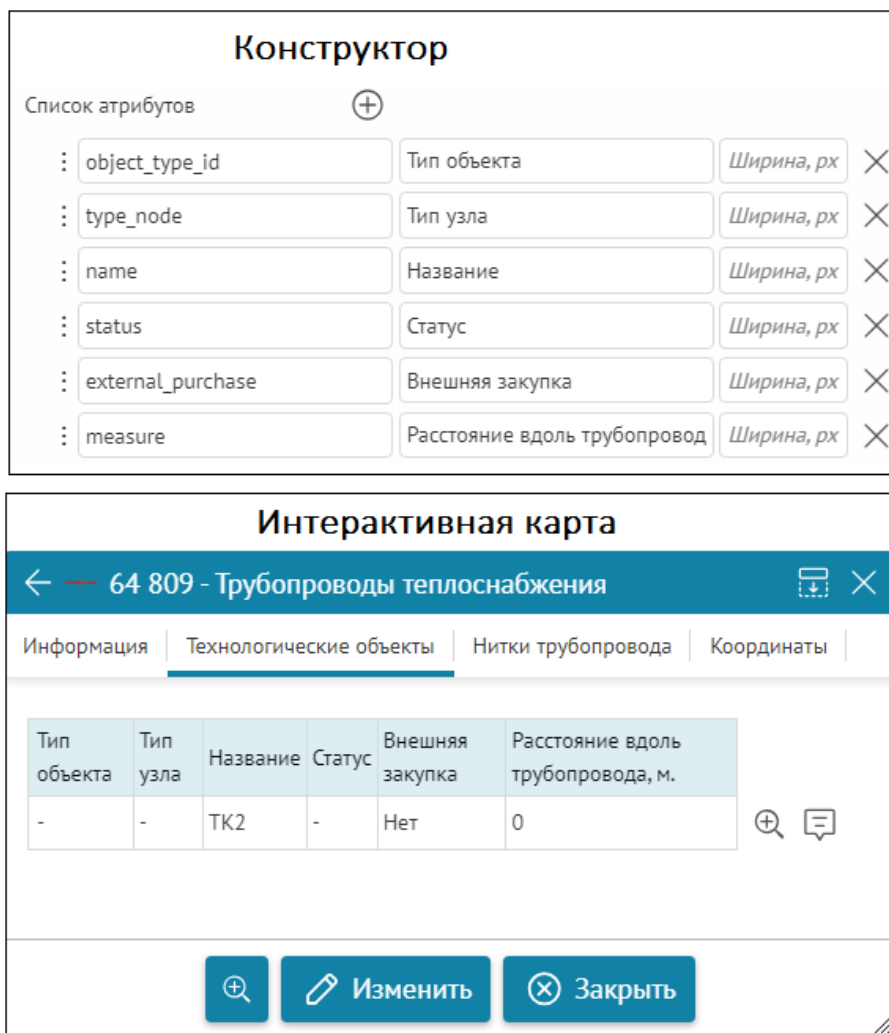 Конструктор
Список атрибутов
object_type_id Тип объекта Ширина, px
type_node Тип узла Ширина, px
name Название Ширина, px
status Статус Ширина, px
external_purchase Внешняя закупка Ширина, px
measure Расстояние вдоль трубопровод Ширина, px
Интерактивная карта
64 809 - Трубопроводы теплоснабжения
Информация Технологические объекты Нитки трубопровода Координаты
Тип объекта Тип узла Название Статус Внешняя закупка Расстояние вдоль трубопровода, м.
- - ТК2 - Нет 0
Изменить Закрыть